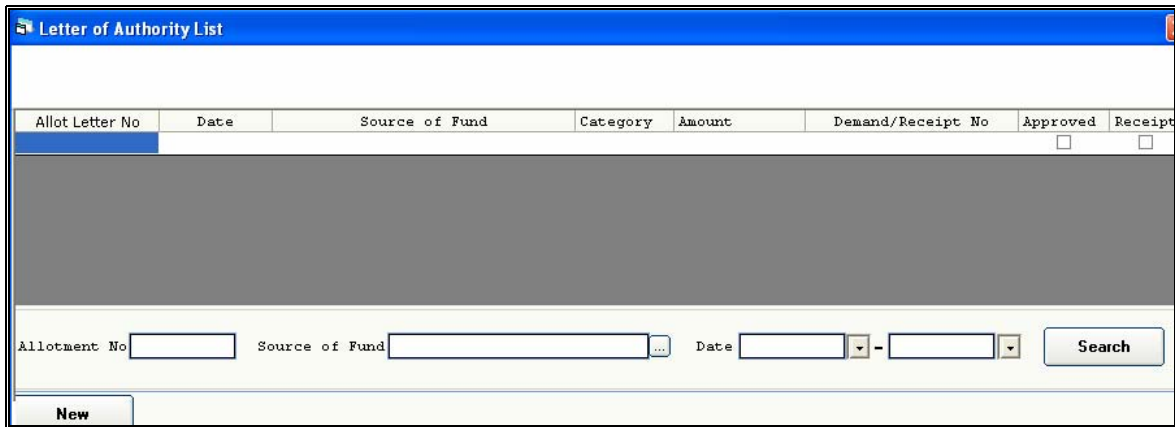 Letter of Authority List
Allot Letter No Date Source of Fund Category Amount Demand/Receipt No Approved Receipt
Allotment No Source of Fund ... Date - Search
New